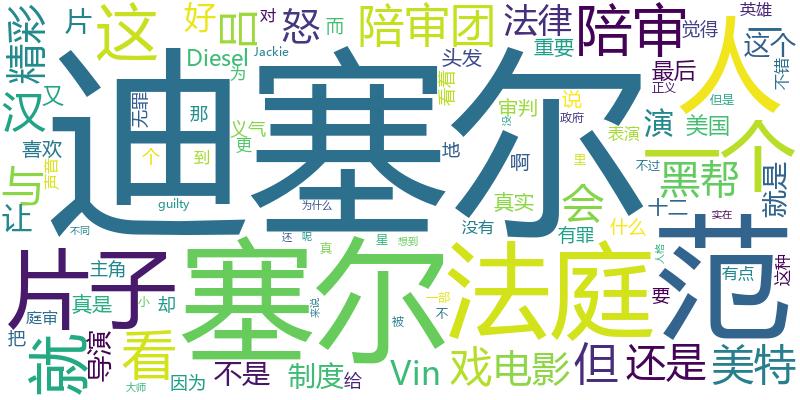 精彩
片
这
好
吕
怒
对
而
陪审团
法律
陪审
觉得
英雄
一
人
这个
不错
Diesel
为
Jackie
头发
重要
最后
正义
但是
汉
又
无罪
那
迪塞尔
看着
审判
说
政府
没
演
美国
一个
喜欢
声音
个
到
义气
更
地
啊
表演
里
黑帮
就是
与
让
guilty
为什么
真实
会
不过
十二
没有
有罪
什么
范
实在
不同
还
呢
星
想到
真
人格
片子
主角
真是
小
却
塞尔
法庭
有点
这种
来说
一部
不
被
要
庭审
把
就
导演
看
大师
因为
不是
制度
给
Vin
戏
电影
但
还是
美特